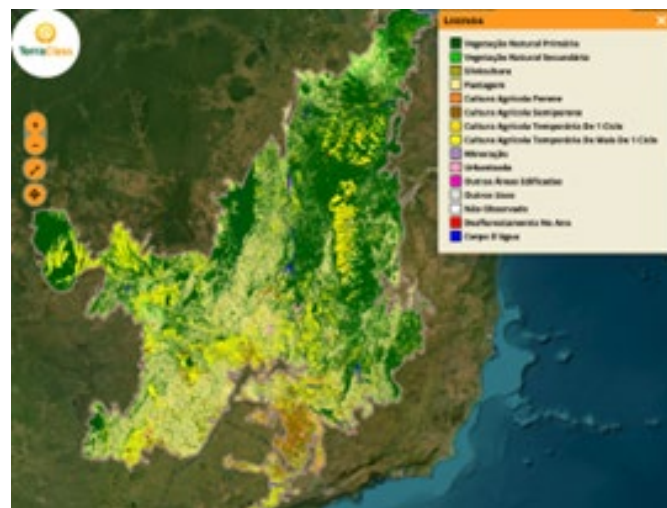 TerraClass
LEGENDA
Vegetação Natural Primária
Vegetação Natural Secundária
Silvicultura
Pastagem
Cultura Agrícola Perene
Cultura Agrícola Semiperene
Cultura Agrícola Temporária De 1 Ciclo
Cultura Agrícola Temporária De Mais De 1 Ciclo
Mineração
Urbanizada
Outras Áreas Edificadas
Outros Usos
Não Observado
Desflorestamento No Ano
Corpo D'água